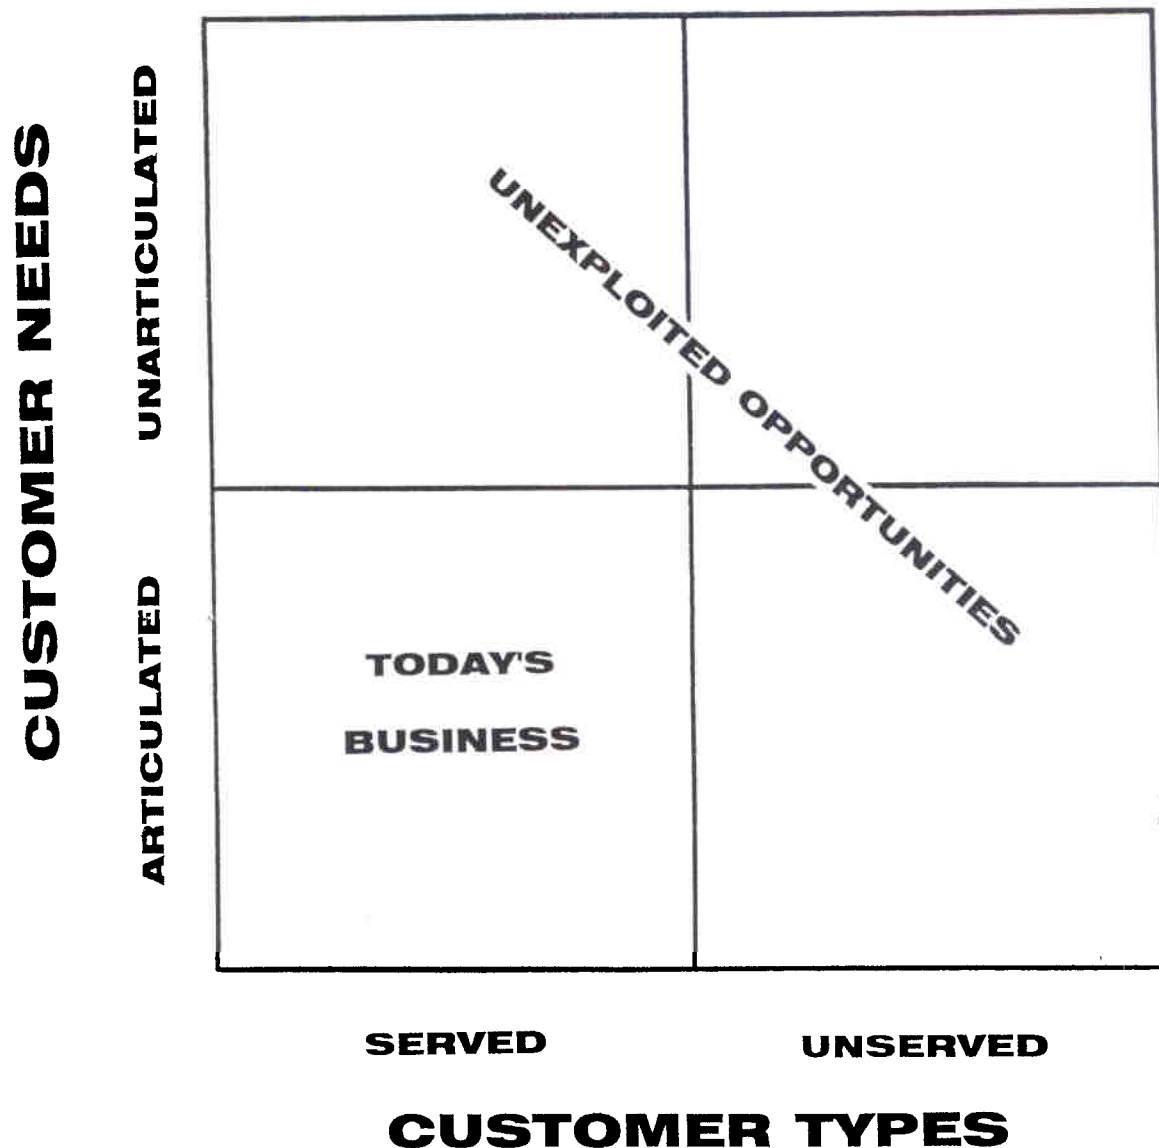 CUSTOMER NEEDS
UNARTICULATED
ARTICULATED
UNEXPLOITED OPPORTUNITIES
TODAY'S
BUSINESS
SERVED
UNSERVED
CUSTOMER TYPES